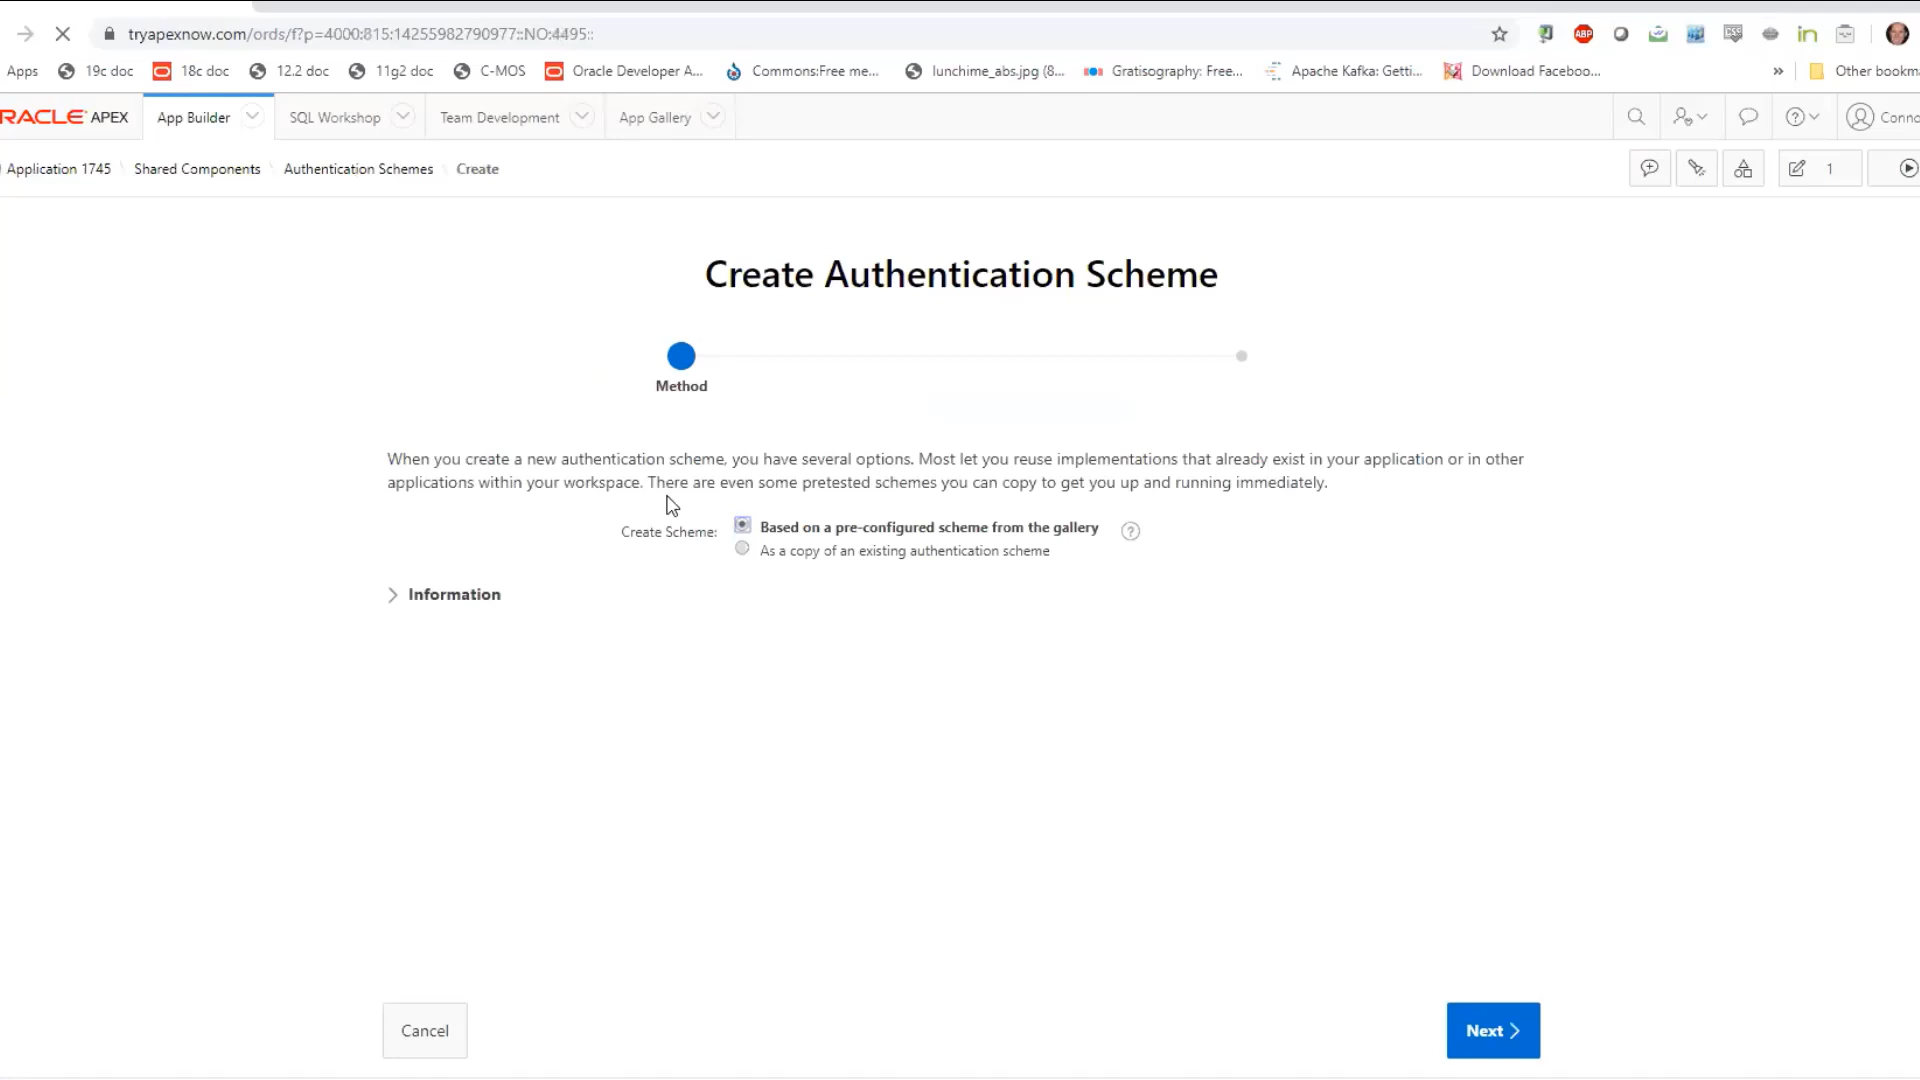 tryapexnow.com/ords/f?p=4000:815:14255982790977::NO:4495::
ABP
in
Apps 19c doc 18c doc 12.2 doc 11g2 doc C-MOS Oracle Developer A... Commons:Free me... lunchime_abs.jpg (8... Gratisography: Free... Apache Kafka: Getti... Download Faceboo... » Other bookma
RACLE APEX App Builder SQL Workshop Team Development App Gallery Conno
Application 1745 \ Shared Components \ Authentication Schemes \ Create 1
Create Authentication Scheme
Method
When you create a new authentication scheme, you have several options. Most let you reuse implementations that already exist in your application or in other
applications within your workspace. There are even some pretested schemes you can copy to get you up and running immediately.
Create Scheme: Based on a pre-configured scheme from the gallery ?
As a copy of an existing authentication scheme
Information
Cancel Next